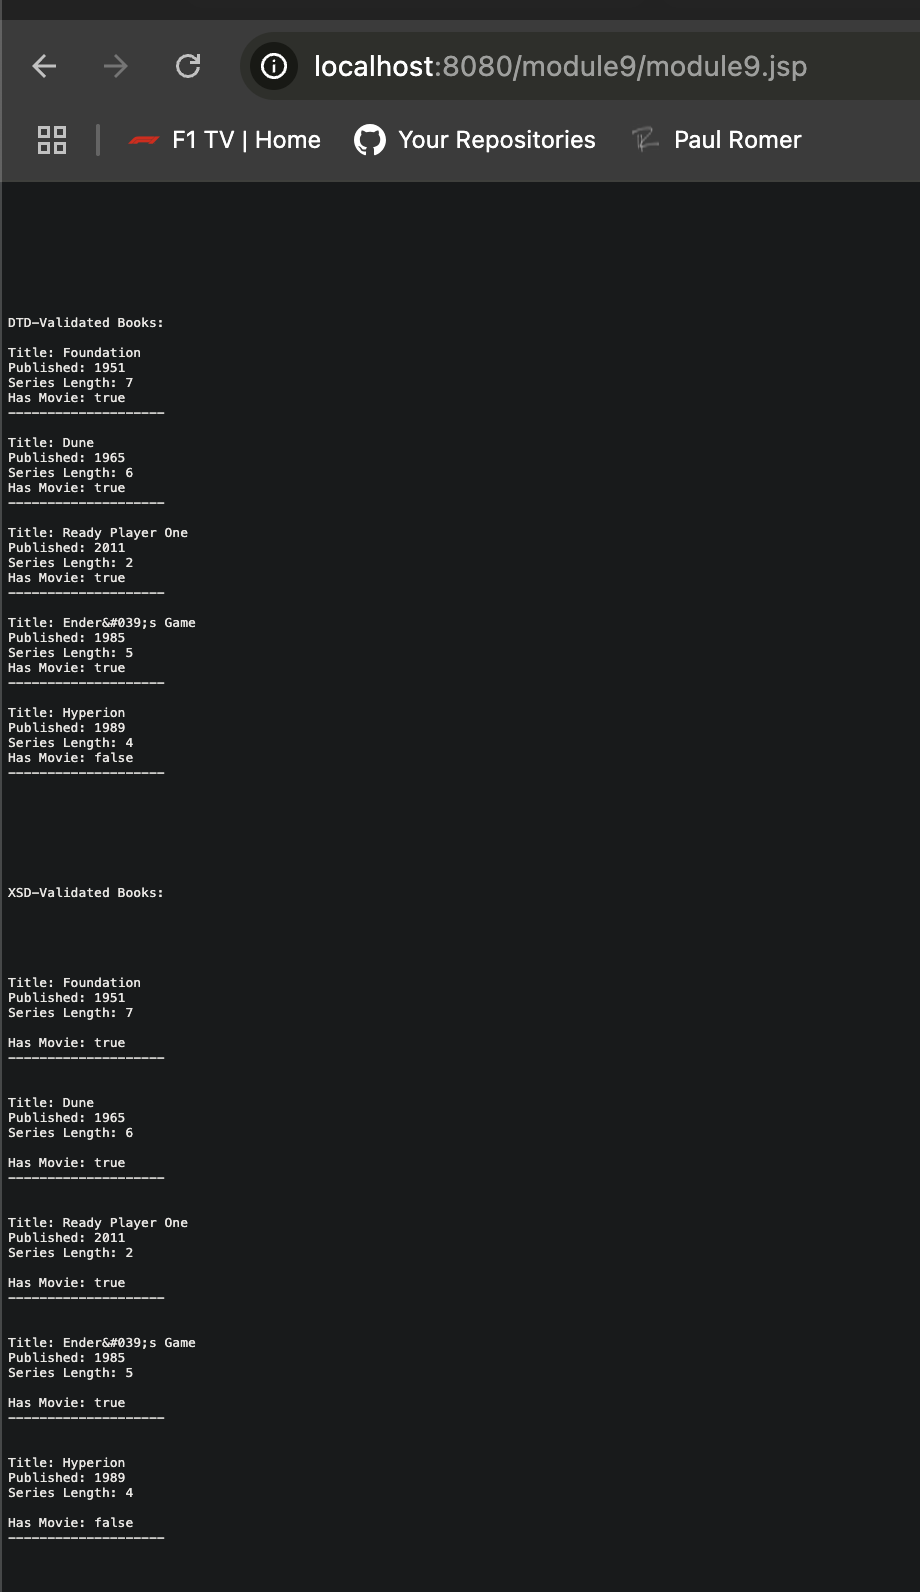 localhost:8080/module9/module9.jsp
F1 TV | Home Your Repositories Paul Romer
DTD-Validated Books:
Title: Foundation
Published: 1951
Series Length: 7
Has Movie: true
--------------------
Title: Dune
Published: 1965
Series Length: 6
Has Movie: true
--------------------
Title: Ready Player One
Published: 2011
Series Length: 2
Has Movie: true
--------------------
Title: Ender&#039;s Game
Published: 1985
Series Length: 5
Has Movie: true
--------------------
Title: Hyperion
Published: 1989
Series Length: 4
Has Movie: false
--------------------
XSD-Validated Books:
Title: Foundation
Published: 1951
Series Length: 7
Has Movie: true
--------------------
Title: Dune
Published: 1965
Series Length: 6
Has Movie: true
--------------------
Title: Ready Player One
Published: 2011
Series Length: 2
Has Movie: true
--------------------
Title: Ender&#039;s Game
Published: 1985
Series Length: 5
Has Movie: true
--------------------
Title: Hyperion
Published: 1989
Series Length: 4
Has Movie: false
--------------------